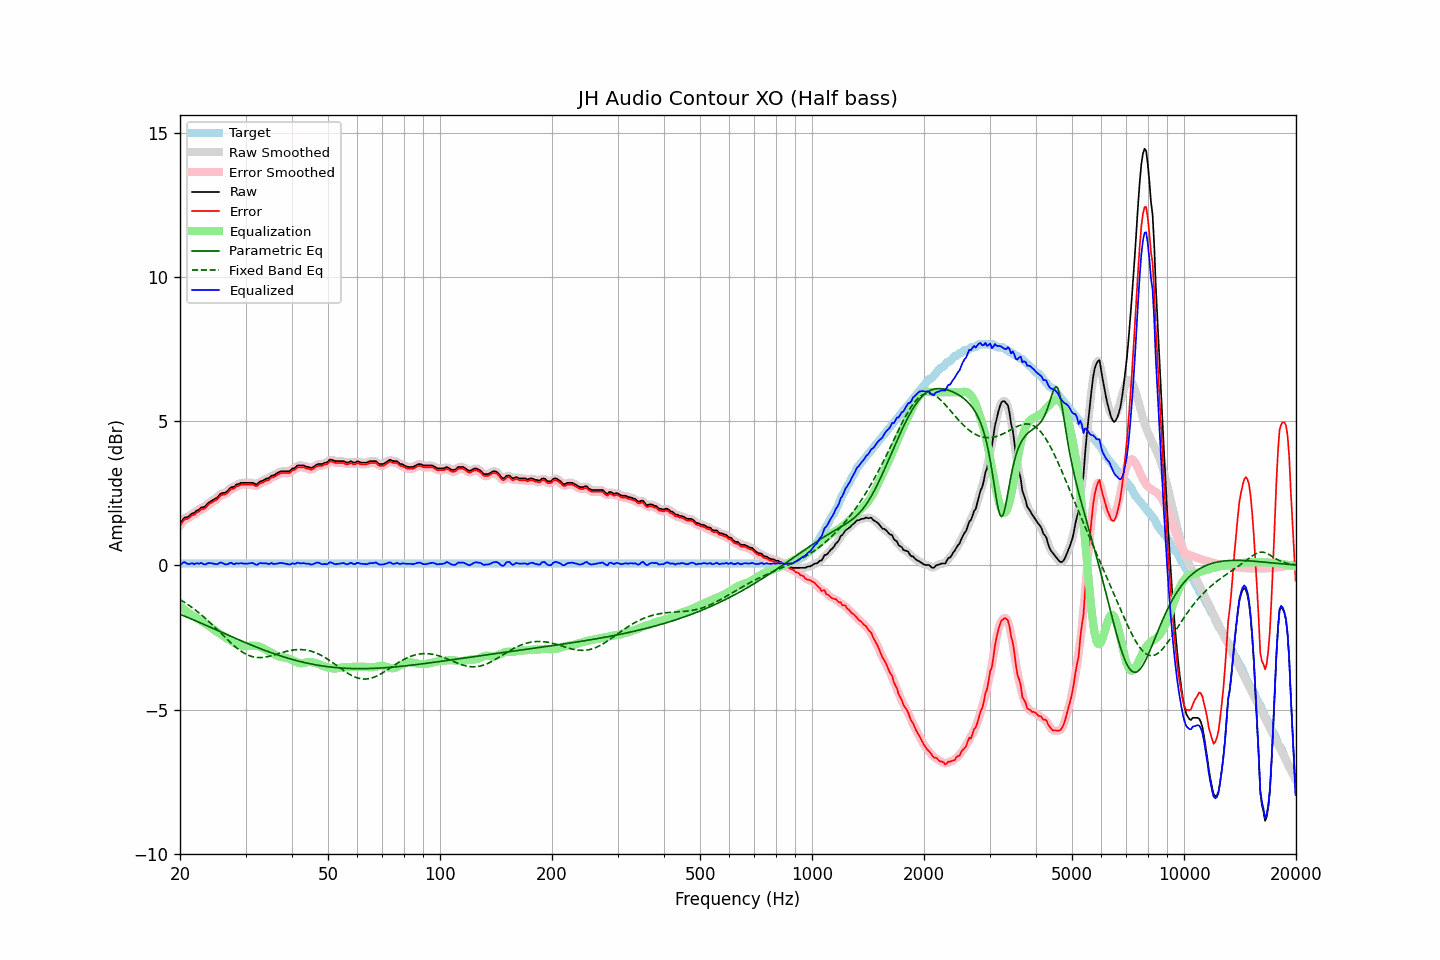 JH Audio Contour XO (Half bass)
Target
Raw Smoothed
Error Smoothed
Raw
Error
Equalization
Parametric Eq
Fixed Band Eq
Equalized
15
10
5
0
−5
−10
Amplitude (dBr)
20 50 100 200 500 1000 2000 5000 10000 20000
Frequency (Hz)